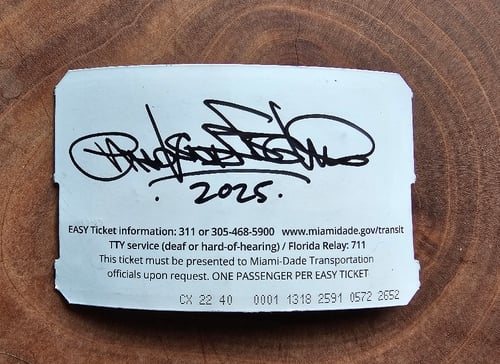 . 2025 .
EASY Ticket information: 311 or 305-468-5900 www.miamidade.gov/transit
TTY service (deaf or hard-of-hearing) / Florida Relay: 711
This ticket must be presented to Miami-Dade Transportation
officials upon request. ONE PASSENGER PER EASY TICKET
CX 22 40 0001 1318 2591 0572 2652